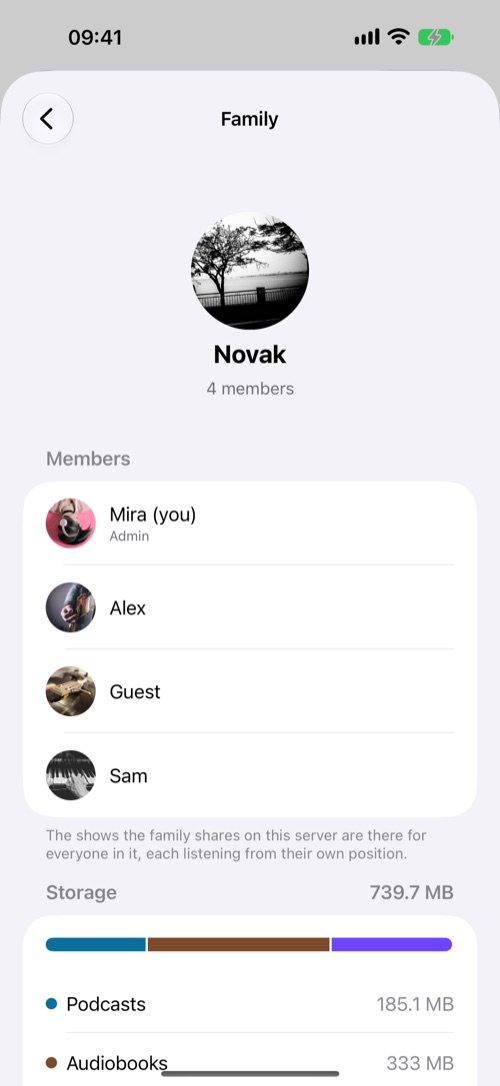 09:41
Family
Novak
4 members
Members
Mira (you)
Admin
Alex
Guest
Sam
The shows the family shares on this server are there for
everyone in it, each listening from their own position.
Storage 739.7 MB
Podcasts 185.1 MB
Audiobooks 333 MB